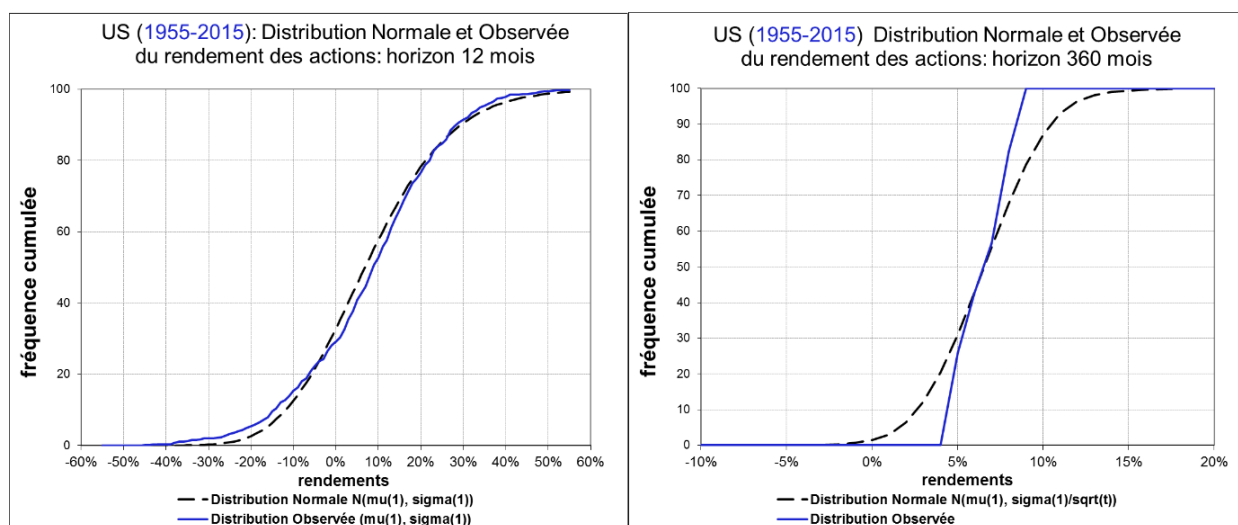 US (1955-2015): Distribution Normale et Observée
du rendement des actions: horizon 12 mois
fréquence cumulée
100
80
60
40
20
0
-60% -50% -40% -30% -20% -10% 0% 10% 20% 30% 40% 50% 60%
rendements
Distribution Normale N(mu(1), sigma(1))
Distribution Observée (mu(1), sigma(1))
US (1955-2015) Distribution Normale et Observée
du rendement des actions: horizon 360 mois
fréquence cumulée
100
90
80
70
60
50
40
30
20
10
0
-10% -5% 0% 5% 10% 15% 20%
rendements
Distribution Normale N(mu(1), sigma(1)/sqrt(t))
Distribution Observée